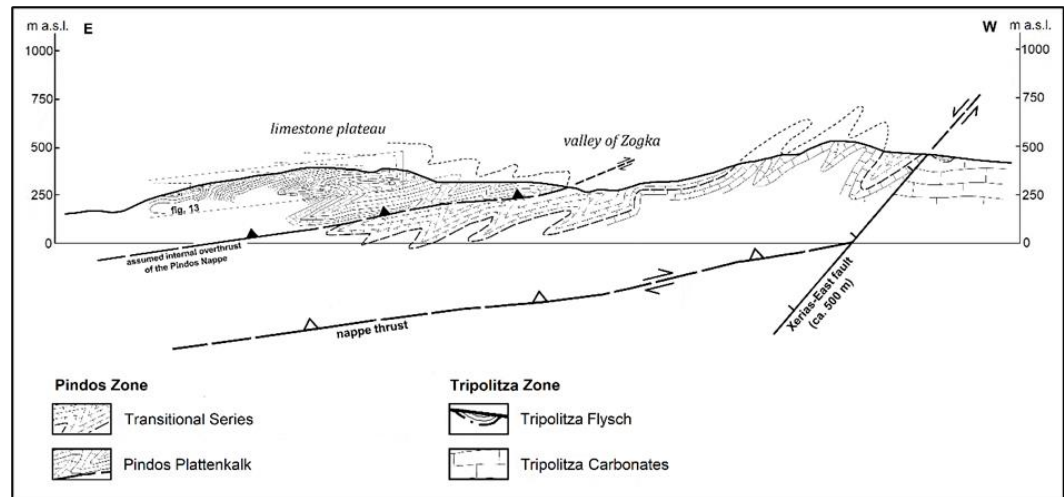 m a.s.l. E
W m a.s.l.
1000
1000
750
750
limestone plateau
valley of Zogka
500
500
250
250
fig. 13
0
0
assumed internal overthrust
of the Pindos Nappe
Xerias-East fault
(ca. 500 m)
nappe thrust
Pindos Zone
Tripolitza Zone
Transitional Series
Tripolitza Flysch
Pindos Plattenkalk
Tripolitza Carbonates